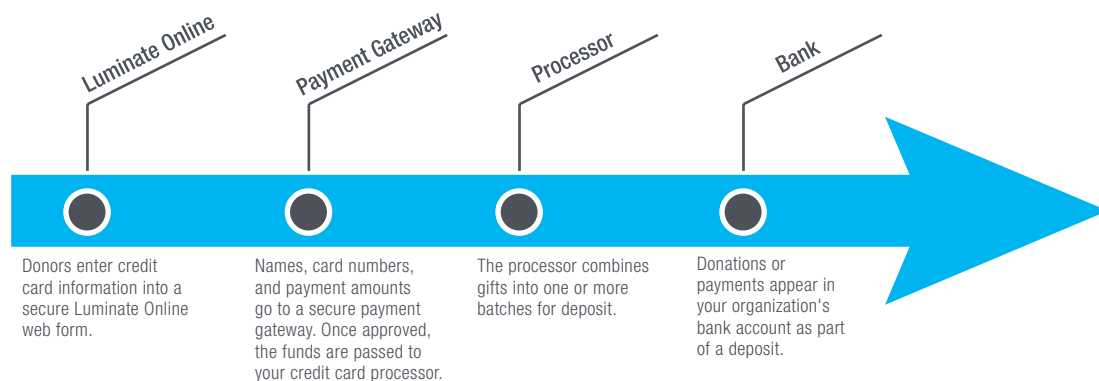 Luminate Online
Payment Gateway
Processor
Bank
Donors enter credit
card information into a
secure Luminate Online
web form.
Names, card numbers,
and payment amounts
go to a secure payment
gateway. Once approved,
the funds are passed to
your credit card processor.
The processor combines
gifts into one or more
batches for deposit.
Donations or
payments appear in
your organization's
bank account as part
of a deposit.